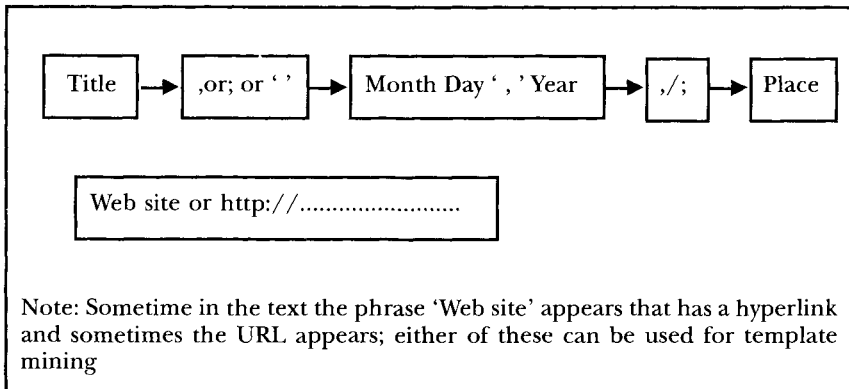 Title ,or; or ‘ ’ Month Day ‘ , ’ Year ,/; Place
Web site or http://.........................
Note: Sometime in the text the phrase ‘Web site’ appears that has a hyperlink
and sometimes the URL appears; either of these can be used for template
mining